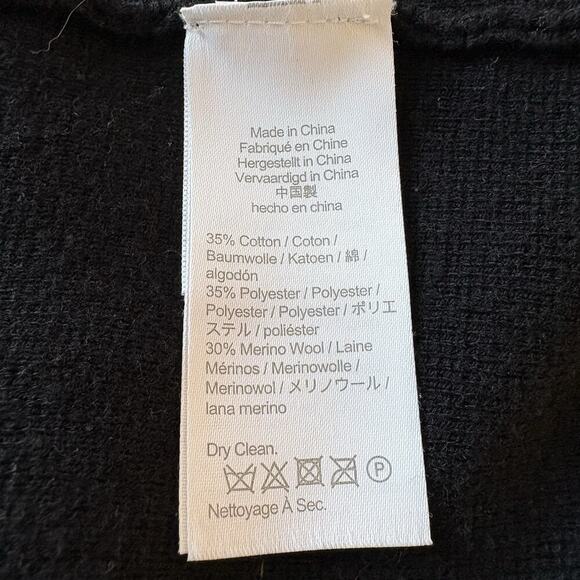 Made in China
Fabriqué en Chine
Hergestellt in China
Vervaardigd in China
中国製
hecho en china
35% Cotton / Coton /
Baumwolle / Katoen / 綿 /
algodón
35% Polyester / Polyester /
Polyester / Polyester / ポリエ
ステル / poliéster
30% Merino Wool / Laine
Mérinos / Merinowolle /
Merinowol / メリノウール /
lana merino
Dry Clean.
P
Nettoyage À Sec.